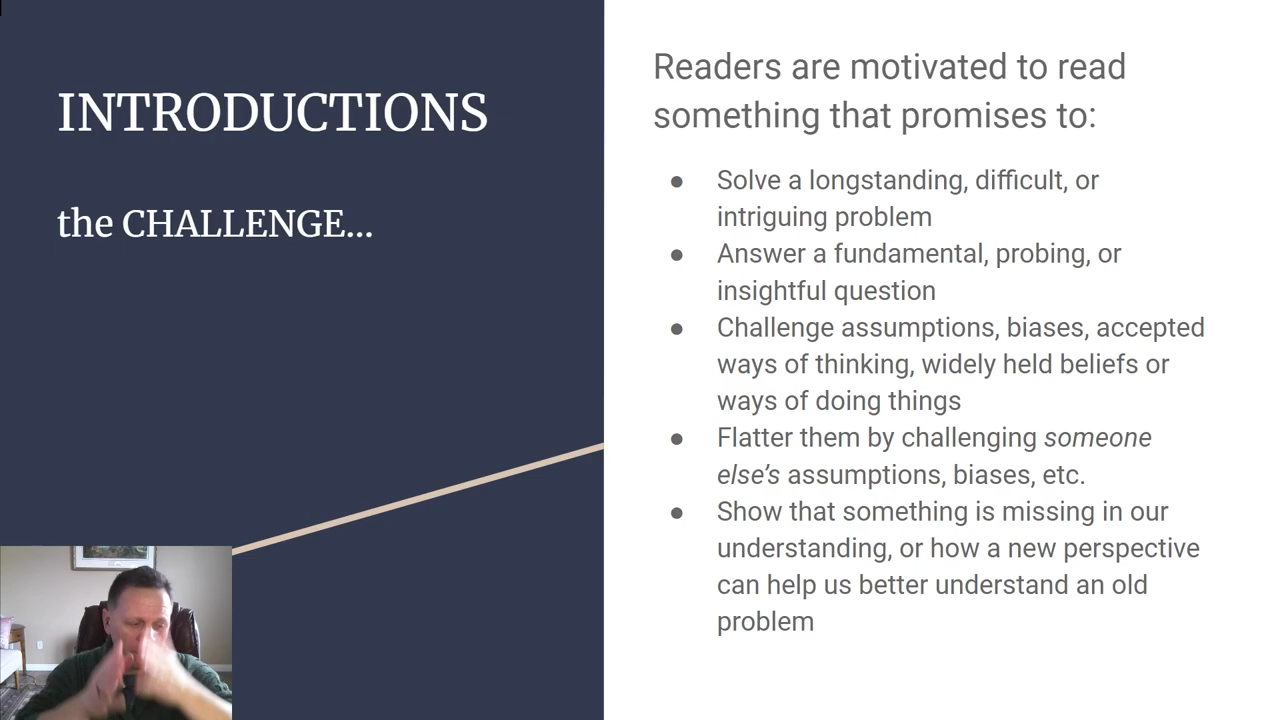 INTRODUCTIONS
the CHALLENGE...
Readers are motivated to read
something that promises to:
● Solve a longstanding, difficult, or
intriguing problem
● Answer a fundamental, probing, or
insightful question
● Challenge assumptions, biases, accepted
ways of thinking, widely held beliefs or
ways of doing things
● Flatter them by challenging someone
else's assumptions, biases, etc.
● Show that something is missing in our
understanding, or how a new perspective
can help us better understand an old
problem